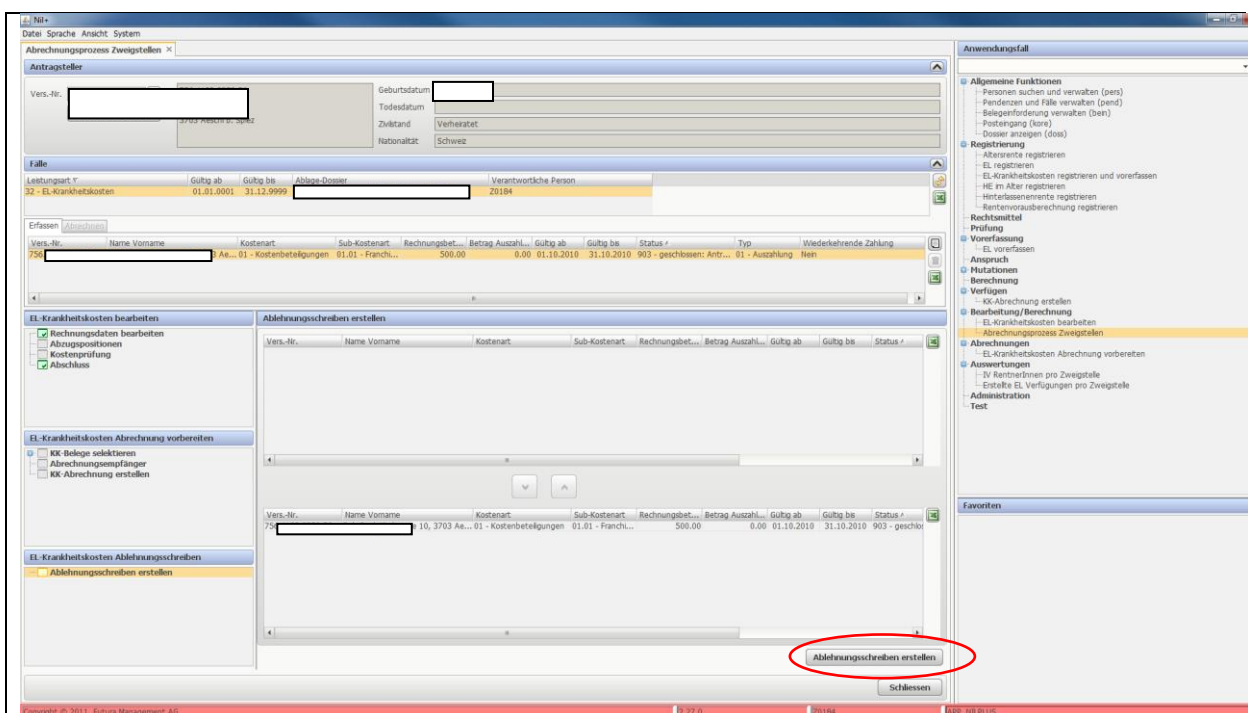 Nil+
Datei Sprache Ansicht System
Abrechnungsprozess Zweigstellen ×
Antragsteller
Vers.-Nr.
3703 Aeschi b. Spiez
Geburtsdatum
Todesdatum
Zivilstand Verheiratet
Nationalität Schweiz
Fälle
Leistungsart Gültig ab Gültig bis Ablage-Dossier Verantwortliche Person
32 - EL-Krankheitskosten 01.01.0001 31.12.9999 Z0184
Erfassen Abrechnen
Vers.-Nr. Name Vorname Kostenart Sub-Kostenart Rechnungsbet... Betrag Auszahl... Gültig ab Gültig bis Status Typ Wiederkehrende Zahlung
756 3 Ae... 01 - Kostenbeteiligungen 01.01 - Franchi... 500.00 0.00 01.10.2010 31.10.2010 903 - geschlossen: Antr... 01 - Auszahlung Nein
EL-Krankheitskosten bearbeiten
Rechnungsdaten bearbeiten
Abzugspositionen
Kostenprüfung
Abschluss
EL-Krankheitskosten Abrechnung vorbereiten
KK-Belege selektieren
Abrechnungsempfänger
KK-Abrechnung erstellen
EL-Krankheitskosten Ablehnungsschreiben
Ablehnungsschreiben erstellen
Ablehnungsschreiben erstellen
Vers.-Nr. Name Vorname Kostenart Sub-Kostenart Rechnungsbet... Betrag Auszahl... Gültig ab Gültig bis Status
Vers.-Nr. Name Vorname Kostenart Sub-Kostenart Rechnungsbet... Betrag Auszahl... Gültig ab Gültig bis Status
756 e 10, 3703 Ae... 01 - Kostenbeteiligungen 01.01 - Franchi... 500.00 0.00 01.10.2010 31.10.2010 903 - geschlos
Ablehnungsschreiben erstellen
Schliessen
Anwendungsfall
Allgemeine Funktionen
Personen suchen und verwalten (pers)
Pendenzen und Fälle verwalten (pend)
Belegeinforderung verwalten (bein)
Posteingang (kore)
Dossier anzeigen (doss)
Registrierung
Altersrente registrieren
EL registrieren
EL-Krankheitskosten registrieren und vorerfassen
HE im Alter registrieren
Hinterlassenenrente registrieren
Rentenvorausberechnung registrieren
Rechtsmittel
Prüfung
Vorerfassung
EL vorerfassen
Anspruch
Mutationen
Berechnung
Verfügen
KK-Abrechnung erstellen
Bearbeitung/Berechnung
EL-Krankheitskosten bearbeiten
Abrechnungsprozess Zweigstellen
Abrechnungen
EL-Krankheitskosten Abrechnung vorbereiten
Auswertungen
IV RentnerInnen pro Zweigstelle
Erstellte EL Verfügungen pro Zweigstelle
Administration
Test
Favoriten
Copyright © 2011, Futura Management AG 2.27.0 Z0184 APP_NILPLUS